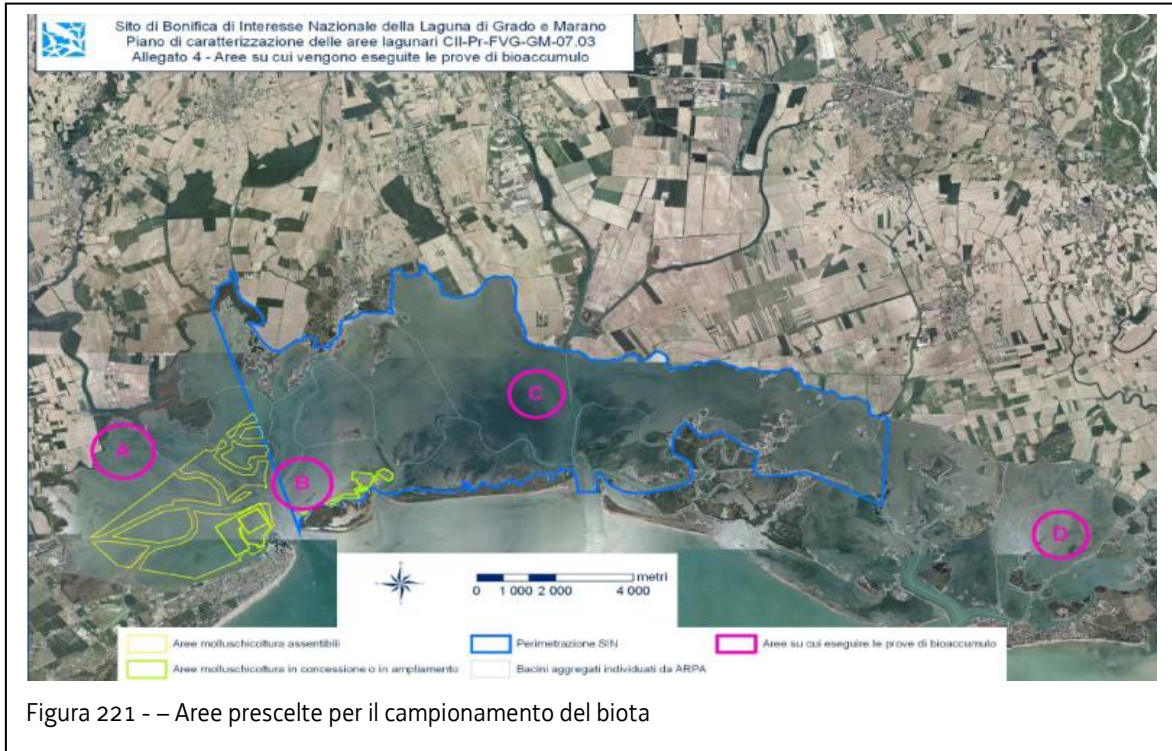 Sito di Bonifica di Interesse Nazionale della Laguna di Grado e Marano
Piano di caratterizzazione delle aree lagunari CII-Pr-FVG-GM-07.03
Allegato 4 - Aree su cui vengono eseguite le prove di bioaccumulo
A
B
C
D
metri
0 1 000 2 000 4 000
Aree molluschicoltura assentibili
Perimetrazione SIN
Aree su cui eseguire le prove di bioaccumulo
Aree molluschicoltura in concessione o in ampliamento
Bacini aggregati individuati da ARPA
Figura 221 - – Aree prescelte per il campionamento del biota